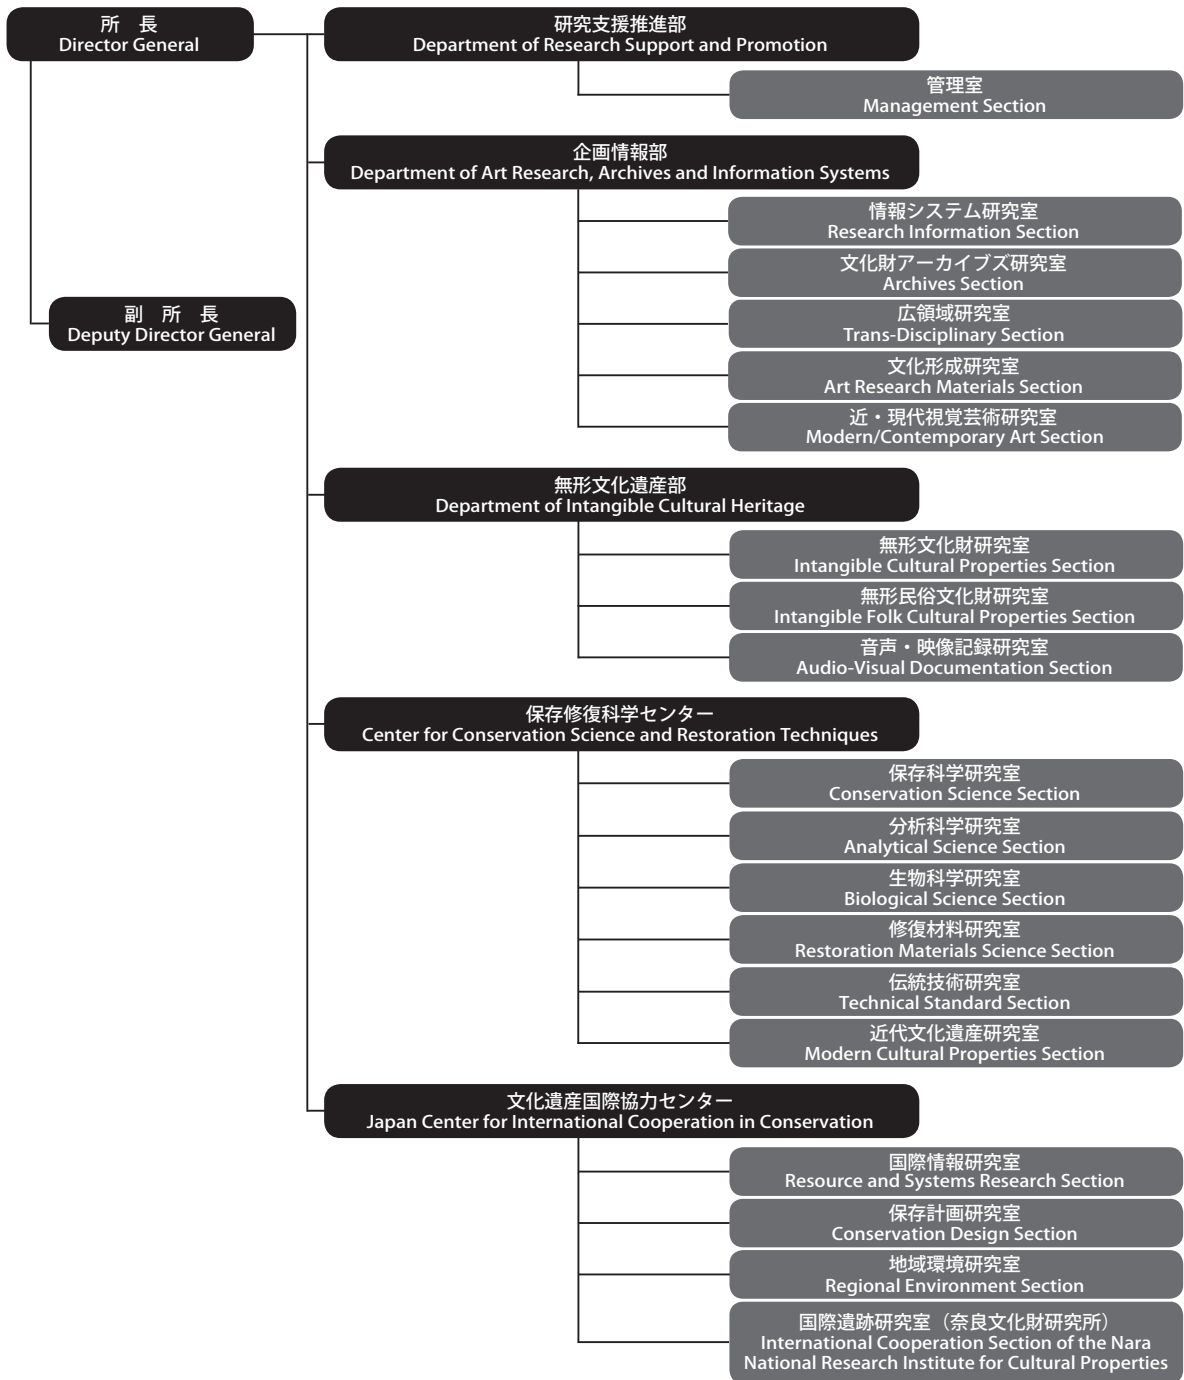 所　長
Director General
副　所　長
Deputy Director General
研究支援推進部
Department of Research Support and Promotion
管理室
Management Section
企画情報部
Department of Art Research, Archives and Information Systems
情報システム研究室
Research Information Section
文化財アーカイブズ研究室
Archives Section
広領域研究室
Trans-Disciplinary Section
文化形成研究室
Art Research Materials Section
近・現代視覚芸術研究室
Modern/Contemporary Art Section
無形文化遺産部
Department of Intangible Cultural Heritage
無形文化財研究室
Intangible Cultural Properties Section
無形民俗文化財研究室
Intangible Folk Cultural Properties Section
音声・映像記録研究室
Audio-Visual Documentation Section
保存修復科学センター
Center for Conservation Science and Restoration Techniques
保存科学研究室
Conservation Science Section
分析科学研究室
Analytical Science Section
生物科学研究室
Biological Science Section
修復材料研究室
Restoration Materials Science Section
伝統技術研究室
Technical Standard Section
近代文化遺産研究室
Modern Cultural Properties Section
文化遺産国際協力センター
Japan Center for International Cooperation in Conservation
国際情報研究室
Resource and Systems Research Section
保存計画研究室
Conservation Design Section
地域環境研究室
Regional Environment Section
国際遺跡研究室（奈良文化財研究所）
International Cooperation Section of the Nara
National Research Institute for Cultural Properties